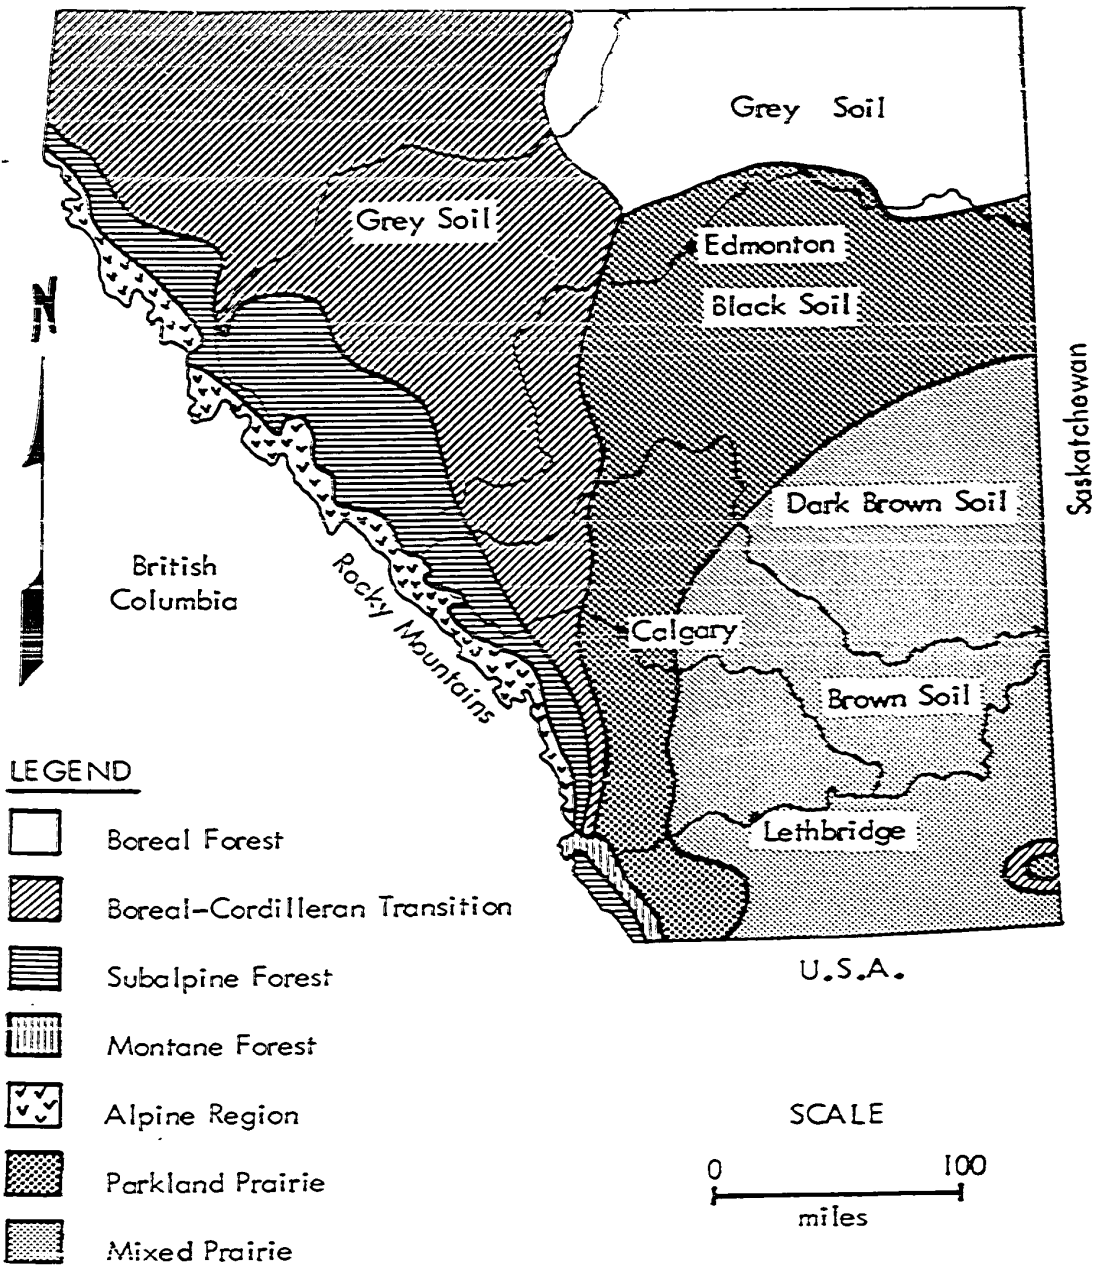 Grey Soil
Grey Soil
Edmonton
Black Soil
N
Saskatchewan
Dark Brown Soil
British
Columbia
Rocky Mountains
Calgary
Brown Soil
LEGEND
Lethbridge
Boreal Forest
Boreal-Cordilleran Transition
U.S.A.
Subalpine Forest
Montane Forest
Alpine Region
SCALE
0 100
miles
Parkland Prairie
Mixed Prairie